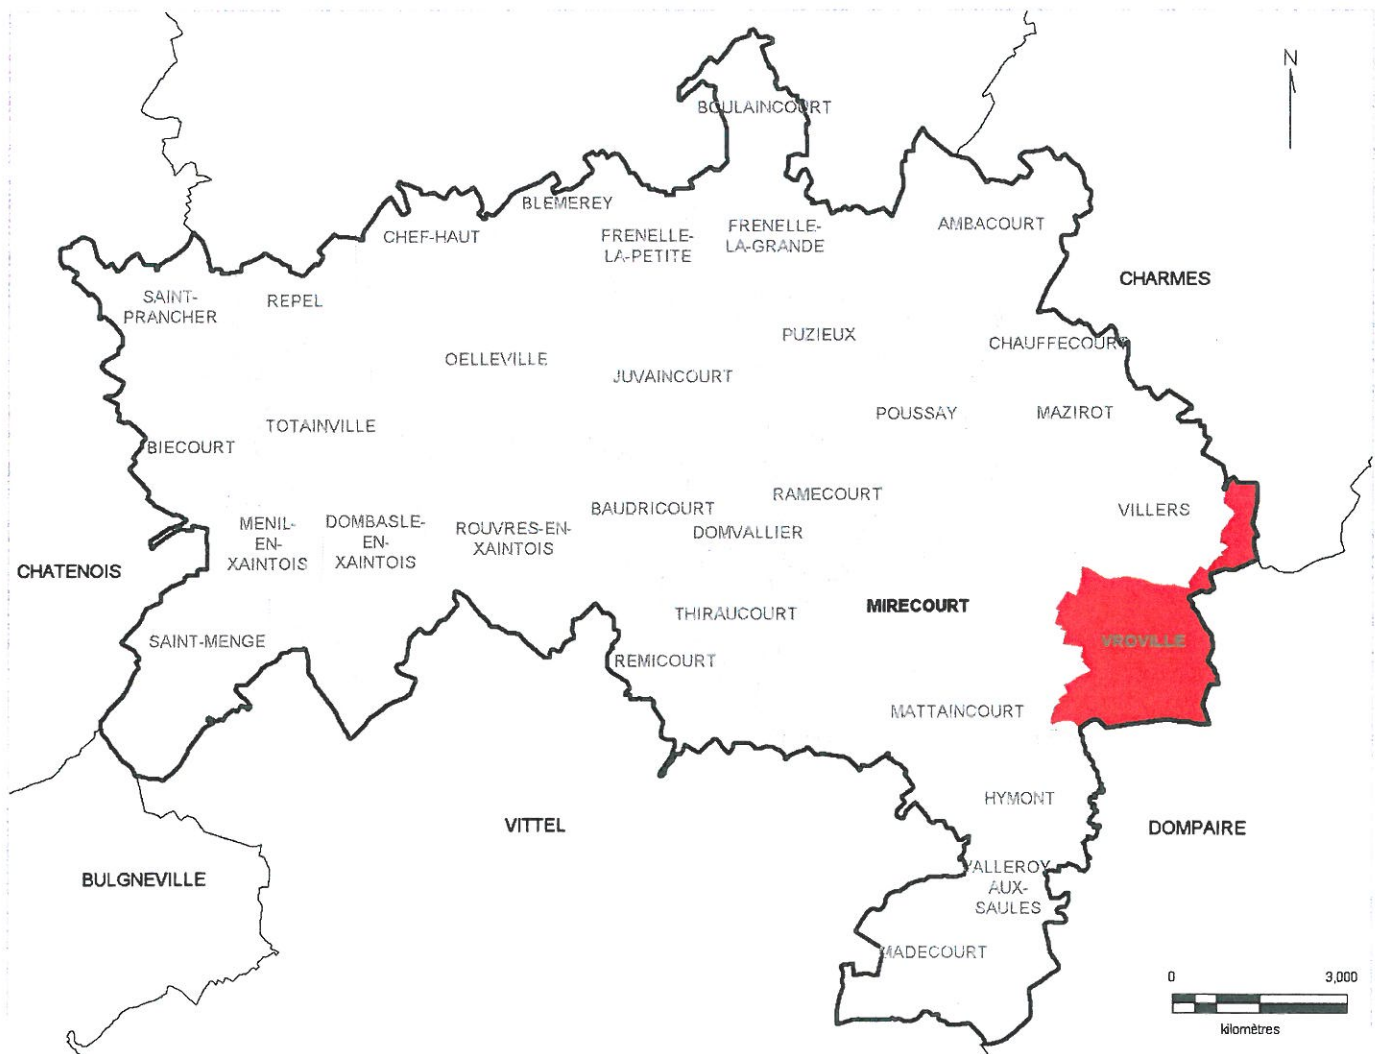 N
BOULAINCOURT
BLEMEREY
CHEF-HAUT
FRENELLE-
LA-PETITE
FRENELLE-
LA-GRANDE
AMBACOURT
CHARMES
SAINT-
PRANCHER
REPEL
PUZIEUX
CHAUFFECOURT
OELLEVILLE
JUVAINCOURT
POUSSAY
MAZIROT
TOTAINVILLE
BIECOURT
RAMECOURT
VILLERS
BAUDRICOURT
DOMVALLIER
MENIL-
EN-
XAINTOIS
DOMBASLE-
EN-
XAINTOIS
ROUVRES-EN-
XAINTOIS
CHATENOIS
THIRAUCOURT
MIRECOURT
SAINT-MENGE
REMICOURT
VROVILLE
MATTAINCOURT
HYMONT
VITTEL
DOMPAIRE
BULGNEVILLE
VALLEROY
AUX-
SAULES
MADECOURT
0 3,000
kilomètres